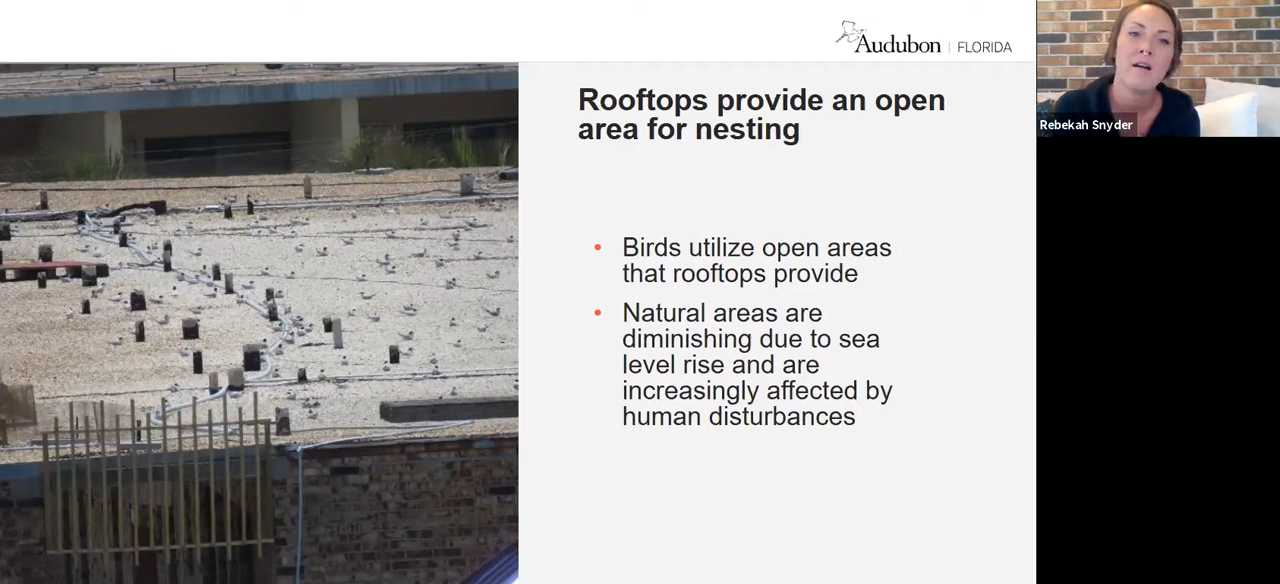 Audubon | FLORIDA
Rebekah Snyder
Rooftops provide an open
area for nesting
• Birds utilize open areas
that rooftops provide
• Natural areas are
diminishing due to sea
level rise and are
increasingly affected by
human disturbances